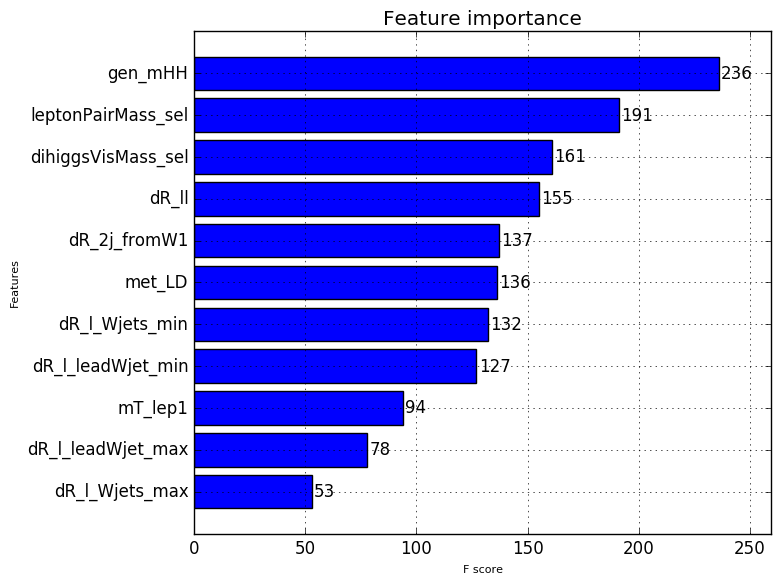 Feature importance
gen_mHH 236
leptonPairMass_sel 191
dihiggsVisMass_sel 161
dR_ll 155
dR_2j_fromW1 137
met_LD 136
dR_l_Wjets_min 132
dR_l_leadWjet_min 127
mT_lep1 94
dR_l_leadWjet_max 78
dR_l_Wjets_max 53
Features
0 50 100 150 200 250
F score